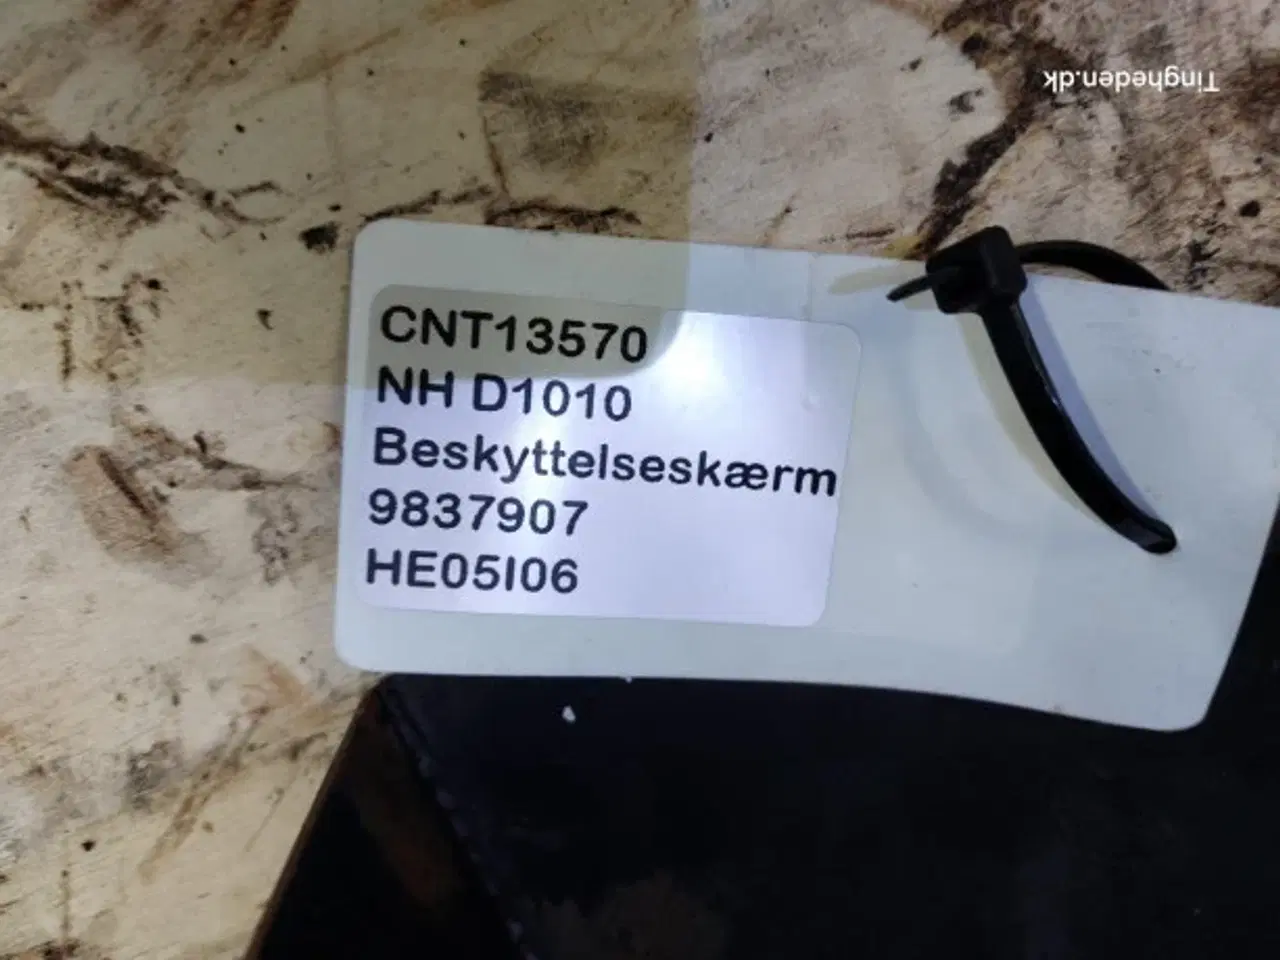 Tingheden.dk
CNT13570
NH D1010
Beskyttelseskærm
9837907
HE05I06